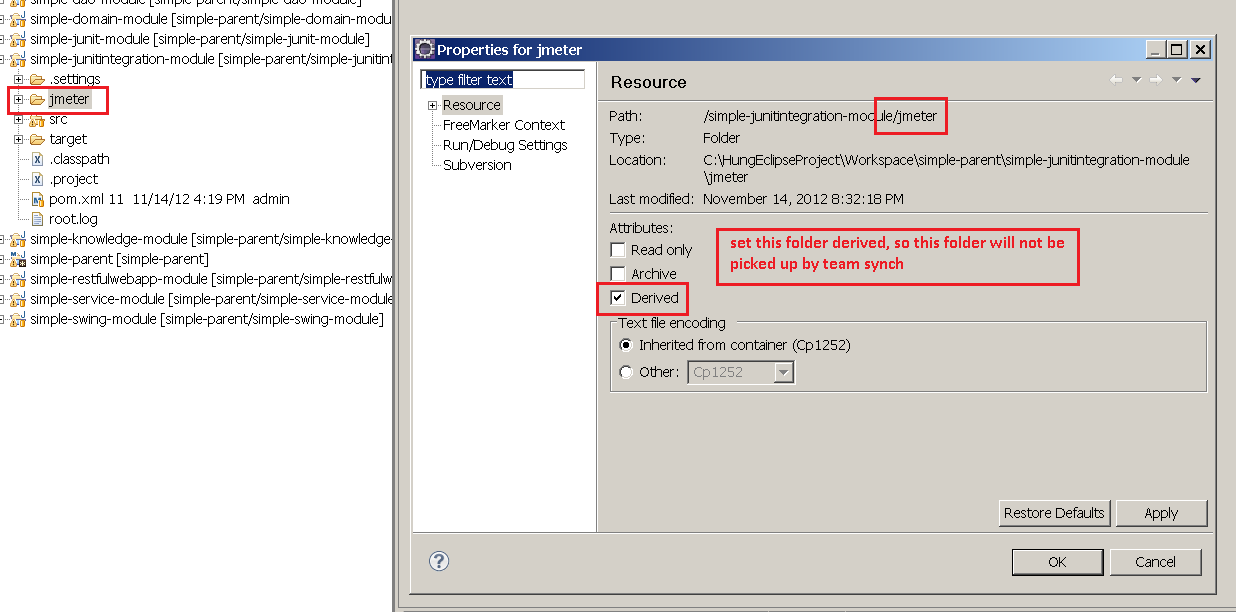 simple-dao-module [simple-parent/simple-dao-module]
simple-domain-module [simple-parent/simple-domain-modu
simple-junit-module [simple-parent/simple-junit-module]
simple-junitintegration-module [simple-parent/simple-junitint
.settings
jmeter
src
target
.classpath
.project
pom.xml 11 11/14/12 4:19 PM admin
root.log
simple-knowledge-module [simple-parent/simple-knowledge-
simple-parent [simple-parent]
simple-restfulwebapp-module [simple-parent/simple-restfulw
simple-service-module [simple-parent/simple-service-module
simple-swing-module [simple-parent/simple-swing-module]
Properties for jmeter
type filter text
Resource
FreeMarker Context
Run/Debug Settings
Subversion
Resource
Path: /simple-junitintegration-module/jmeter
Type: Folder
Location: C:\HungEclipseProject\Workspace\simple-parent\simple-junitintegration-module
\jmeter
Last modified: November 14, 2012 8:32:18 PM
Attributes:
Read only
Archive
Derived
set this folder derived, so this folder will not be
picked up by team synch
Text file encoding
Inherited from container (Cp1252)
Other: Cp1252
Restore Defaults
Apply
?
OK
Cancel